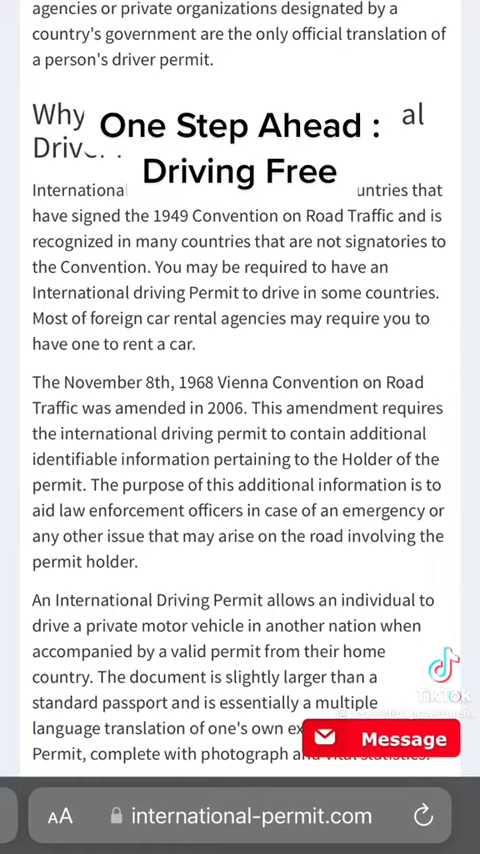 agencies or private organizations designated by a
country's government are the only official translation of
a person's driver permit.
Why al
One Step Ahead :
Driving Free
International untries that
have signed the 1949 Convention on Road Traffic and is
recognized in many countries that are not signatories to
the Convention. You may be required to have an
International driving Permit to drive in some countries.
Most of foreign car rental agencies may require you to
have one to rent a car.
The November 8th, 1968 Vienna Convention on Road
Traffic was amended in 2006. This amendment requires
the international driving permit to contain additional
identifiable information pertaining to the Holder of the
permit. The purpose of this additional information is to
aid law enforcement officers in case of an emergency or
any other issue that may arise on the road involving the
permit holder.
An International Driving Permit allows an individual to
drive a private motor vehicle in another nation when
accompanied by a valid permit from their home
country. The document is slightly larger than a
standard passport and is essentially a multiple
TikTok
language translation of one's own ex
Message
Permit, complete with photograph and vital statistics.
AA international-permit.com